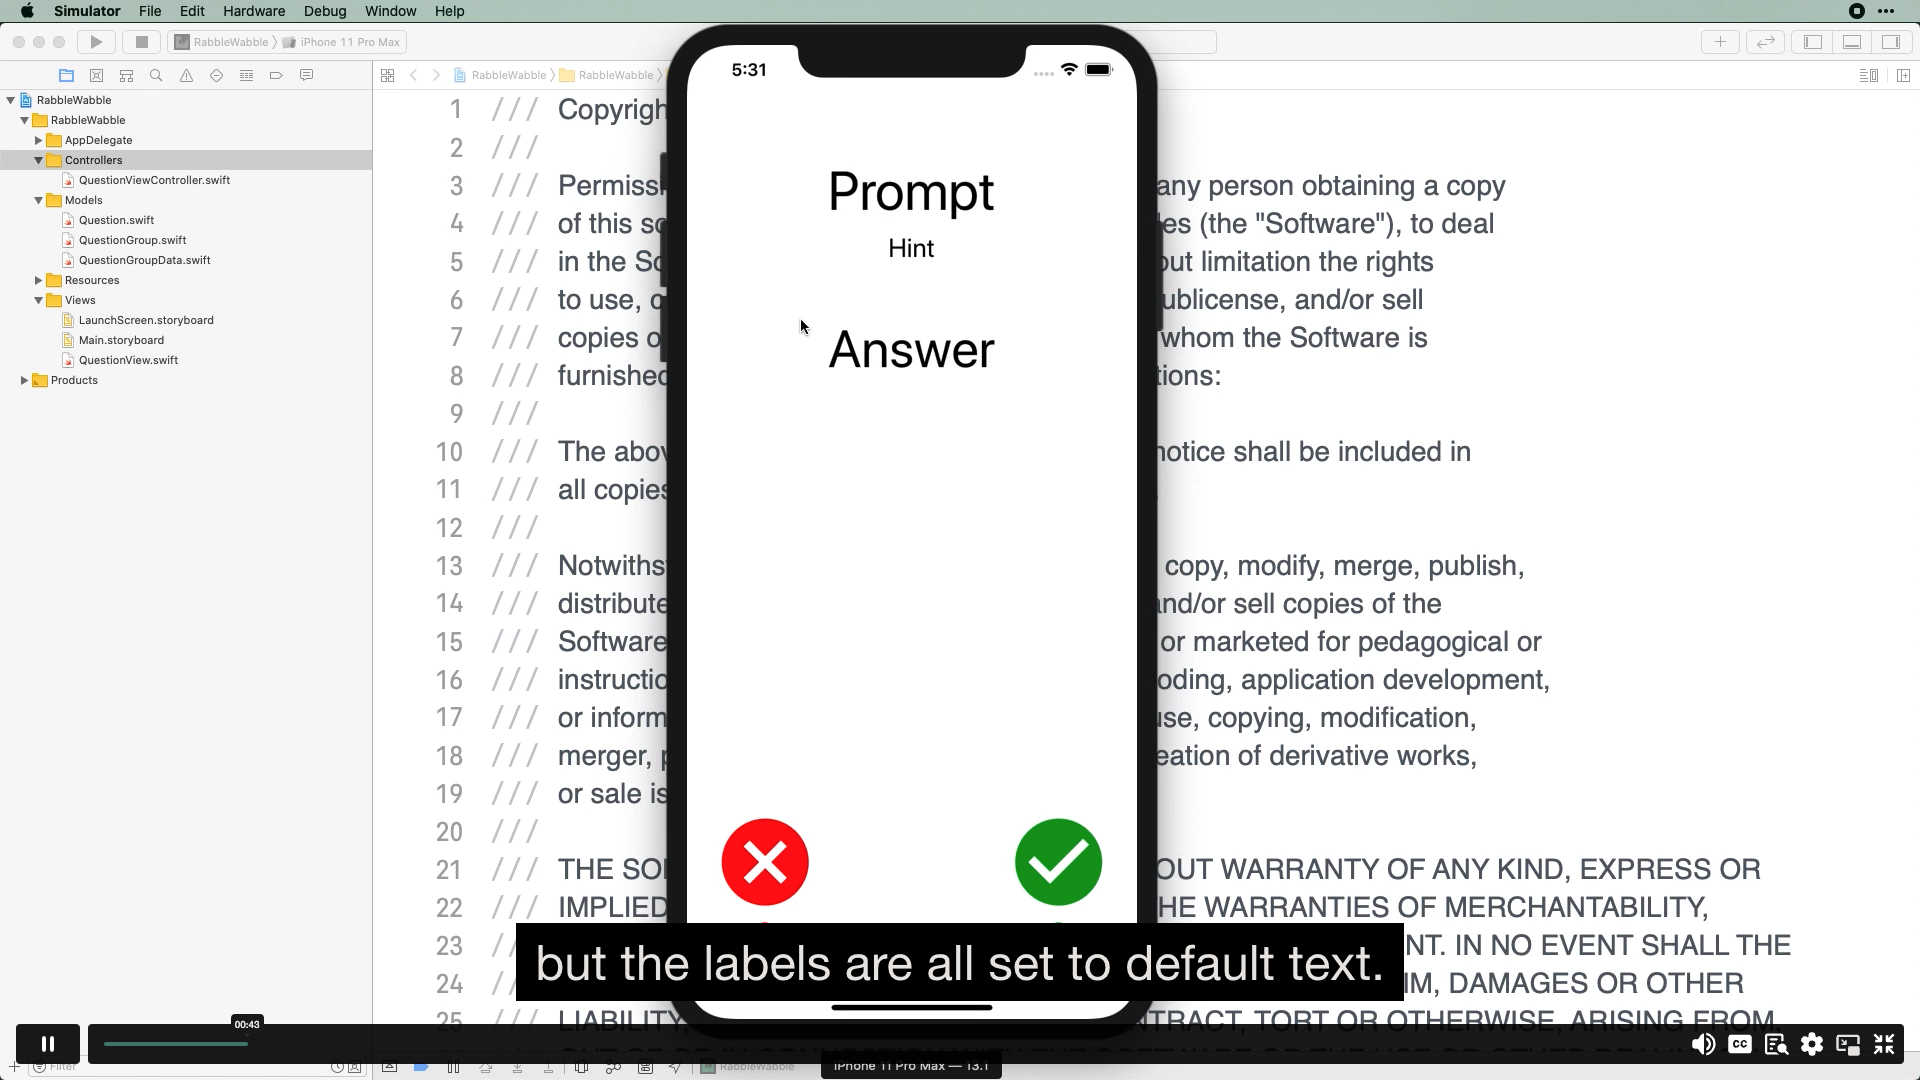 Simulator File Edit Hardware Debug Window Help
RabbleWabble iPhone 11 Pro Max
RabbleWabble RabbleWabble
RabbleWabble
RabbleWabble
AppDelegate
Controllers
QuestionViewController.swift
Models
Question.swift
QuestionGroup.swift
QuestionGroupData.swift
Resources
Views
LaunchScreen.storyboard
Main.storyboard
QuestionView.swift
Products
5:31
Prompt
Hint
Answer
1 /// Copyrigh
2 ///
3 /// Permissi any person obtaining a copy
4 /// of this so es (the "Software"), to deal
5 /// in the So out limitation the rights
6 /// to use, c ublicense, and/or sell
7 /// copies o whom the Software is
8 /// furnished tions:
9 ///
10 /// The abov notice shall be included in
11 /// all copies
12 ///
13 /// Notwiths copy, modify, merge, publish,
14 /// distribute and/or sell copies of the
15 /// Software or marketed for pedagogical or
16 /// instructio oding, application development,
17 /// or inform use, copying, modification,
18 /// merger, p eation of derivative works,
19 /// or sale is
20 ///
21 /// THE SO OUT WARRANTY OF ANY KIND, EXPRESS OR
22 /// IMPLIED HE WARRANTIES OF MERCHANTABILITY,
23 // NT. IN NO EVENT SHALL THE
24 // IM, DAMAGES OR OTHER
25 /// LIABILITY, NTRACT, TORT OR OTHERWISE, ARISING FROM,
but the labels are all set to default text.
00:43
CC
Filter
RabbleWabble
iPhone 11 Pro Max — 13.1